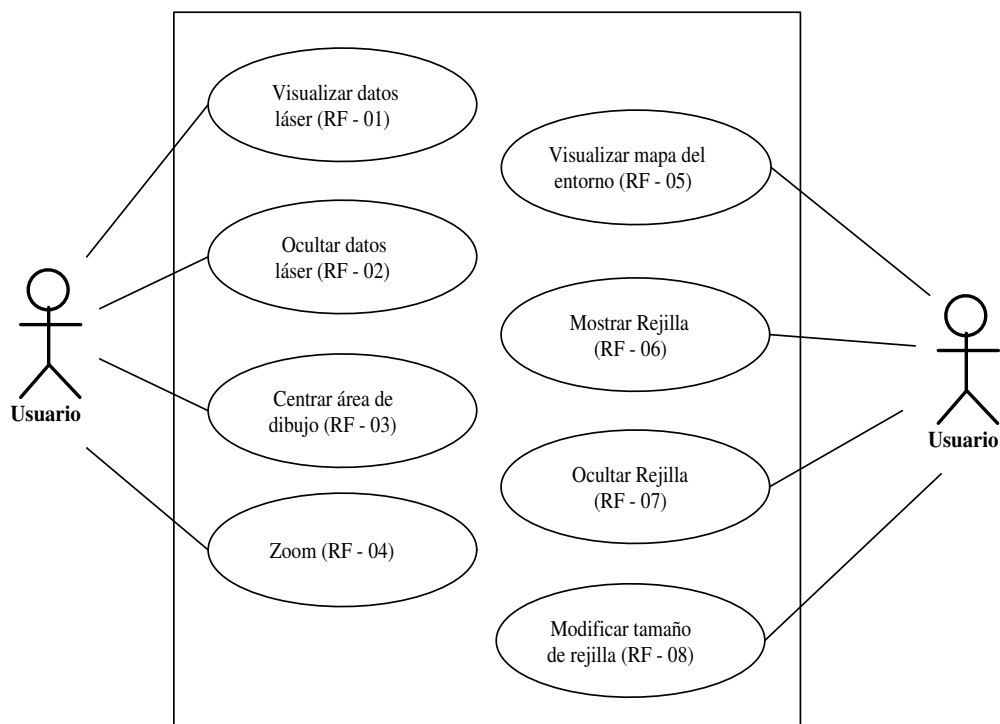 Visualizar datos
láser (RF - 01)
Ocultar datos
láser (RF - 02)
Centrar área de
dibujo (RF - 03)
Zoom (RF - 04)
Usuario
Visualizar mapa del
entorno (RF - 05)
Mostrar Rejilla
(RF - 06)
Ocultar Rejilla
(RF - 07)
Modificar tamaño
de rejilla (RF - 08)
Usuario